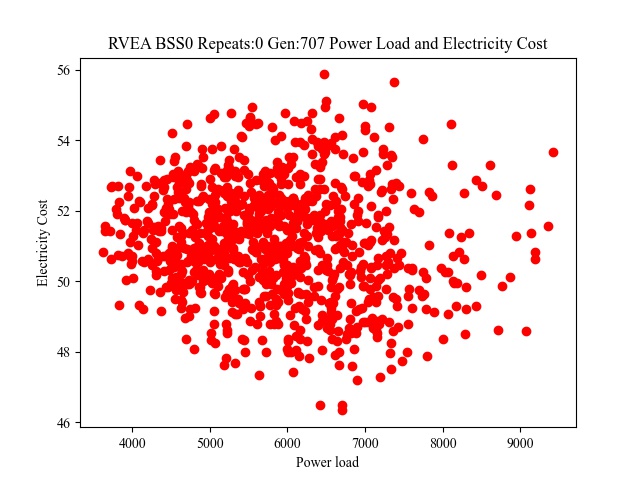 RVEA BSS0 Repeats:0 Gen:707 Power Load and Electricity Cost
56
54
52
50
48
46
Electricity Cost
4000 5000 6000 7000 8000 9000
Power load